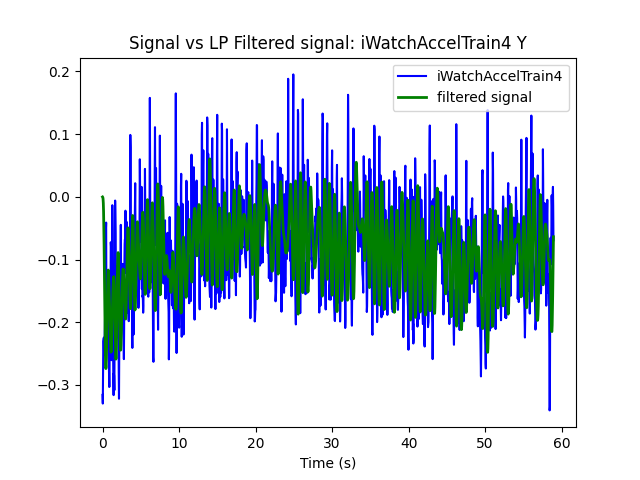 Signal vs LP Filtered signal: iWatchAccelTrain4 Y
iWatchAccelTrain4
filtered signal
0.2
0.1
0.0
−0.1
−0.2
−0.3
0 10 20 30 40 50 60
Time (s)